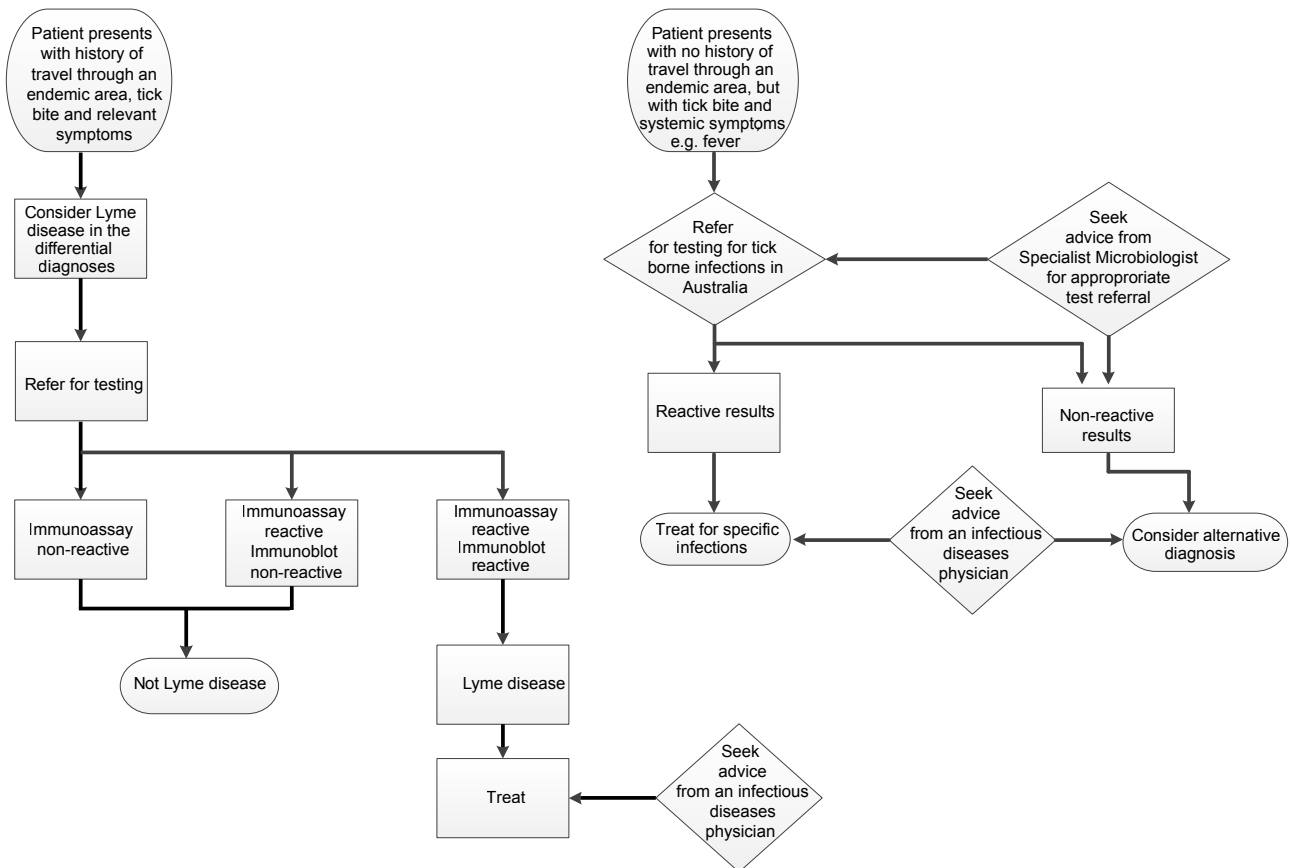 Patient presents
with history of
travel through an
endemic area, tick
bite and relevant
symptoms
Consider Lyme
disease in the
differential
diagnoses
Refer for testing
Immunoassay
non-reactive
Immunoassay
reactive
Immunoblot
non-reactive
Immunoassay
reactive
Immunoblot
reactive
Not Lyme disease
Lyme disease
Treat
Seek
advice
from an infectious
diseases
physician
Patient presents
with no history of
travel through an
endemic area, but
with tick bite and
systemic symptoms
e.g. fever
Refer
for testing for tick
borne infections in
Australia
Seek
advice from
Specialist Microbiologist
for approproriate
test referral
Reactive results
Non-reactive
results
Treat for specific
infections
Seek
advice
from an infectious
diseases
physician
Consider alternative
diagnosis